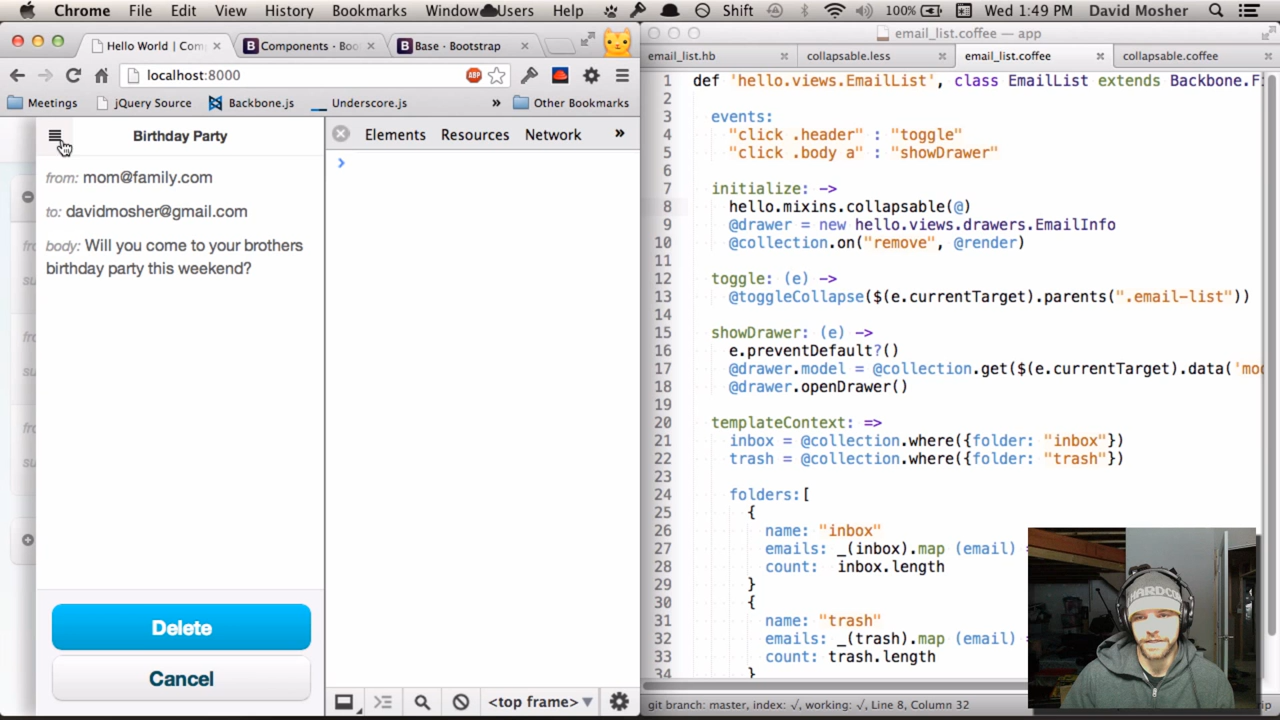 Chrome File Edit View History Bookmarks Window Users Help Shift 100% Wed 1:49 PM David Mosher
Hello World | Com
Components · Boo
Base · Bootstrap
localhost:8000
ABP
Meetings jQuery Source Backbone.js Underscore.js » Other Bookmarks
Birthday Party
from: mom@family.com
to: davidmosher@gmail.com
body: Will you come to your brothers
birthday party this weekend?
Delete
Cancel
Elements Resources Network »
<top frame>
email_list.coffee — app
email_list.hb collapsable.less email_list.coffee collapsable.coffee
1 def 'hello.views.EmailList', class EmailList extends Backbone.F
2
3 events:
4 "click .header" : "toggle"
5 "click .body a" : "showDrawer"
6
7 initialize: ->
8 hello.mixins.collapsable(@)
9 @drawer = new hello.views.drawers.EmailInfo
10 @collection.on("remove", @render)
11
12 toggle: (e) ->
13 @toggleCollapse($(e.currentTarget).parents(".email-list"))
14
15 showDrawer: (e) ->
16 e.preventDefault?()
17 @drawer.model = @collection.get($(e.currentTarget).data('mo
18 @drawer.openDrawer()
19
20 templateContext: =>
21 inbox = @collection.where({folder: "inbox"})
22 trash = @collection.where({folder: "trash"})
23
24 folders:[
25 {
26 name: "inbox"
27 emails: _(inbox).map (email)
28 count: inbox.length
29 }
30 {
31 name: "trash"
32 emails: _(trash).map (email)
33 count: trash.length
34 }
git branch: master, index: √, working: √, Line 8, Column 32